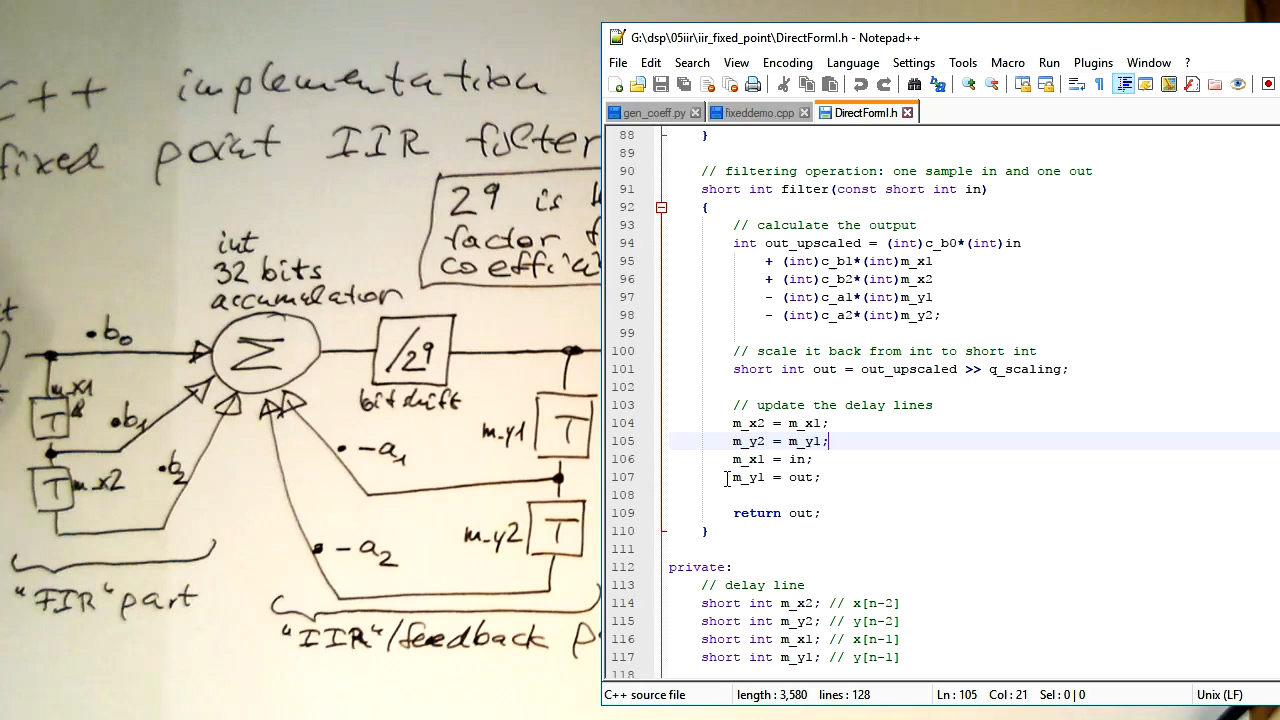 C++ implementation
fixed point IIR filter
29 is
factor
coeffici
int
32 bits
accumulation
•b0
Σ
/29
bit shift
m_x1
T
•b1
m_x2
T
•b2
m_y1
T
• -a1
m_y2
T
• -a2
"FIR" part
"IIR"/feedback p
G:\dsp\05iir\iir_fixed_point\DirectFormI.h - Notepad++
File Edit Search View Encoding Language Settings Tools Macro Run Plugins Window ?
gen_coeff.py fixeddemo.cpp DirectFormI.h
88 }
89
90 // filtering operation: one sample in and one out
91 short int filter(const short int in)
92 {
93 // calculate the output
94 int out_upscaled = (int)c_b0*(int)in
95 + (int)c_b1*(int)m_x1
96 + (int)c_b2*(int)m_x2
97 - (int)c_a1*(int)m_y1
98 - (int)c_a2*(int)m_y2;
99
100 // scale it back from int to short int
101 short int out = out_upscaled >> q_scaling;
102
103 // update the delay lines
104 m_x2 = m_x1;
105 m_y2 = m_y1;
106 m_x1 = in;
107 m_y1 = out;
108
109 return out;
110 }
111
112 private:
113 // delay line
114 short int m_x2; // x[n-2]
115 short int m_y2; // y[n-2]
116 short int m_x1; // x[n-1]
117 short int m_y1; // y[n-1]
118
C++ source file length : 3,580 lines : 128 Ln : 105 Col : 21 Sel : 0 | 0 Unix (LF)